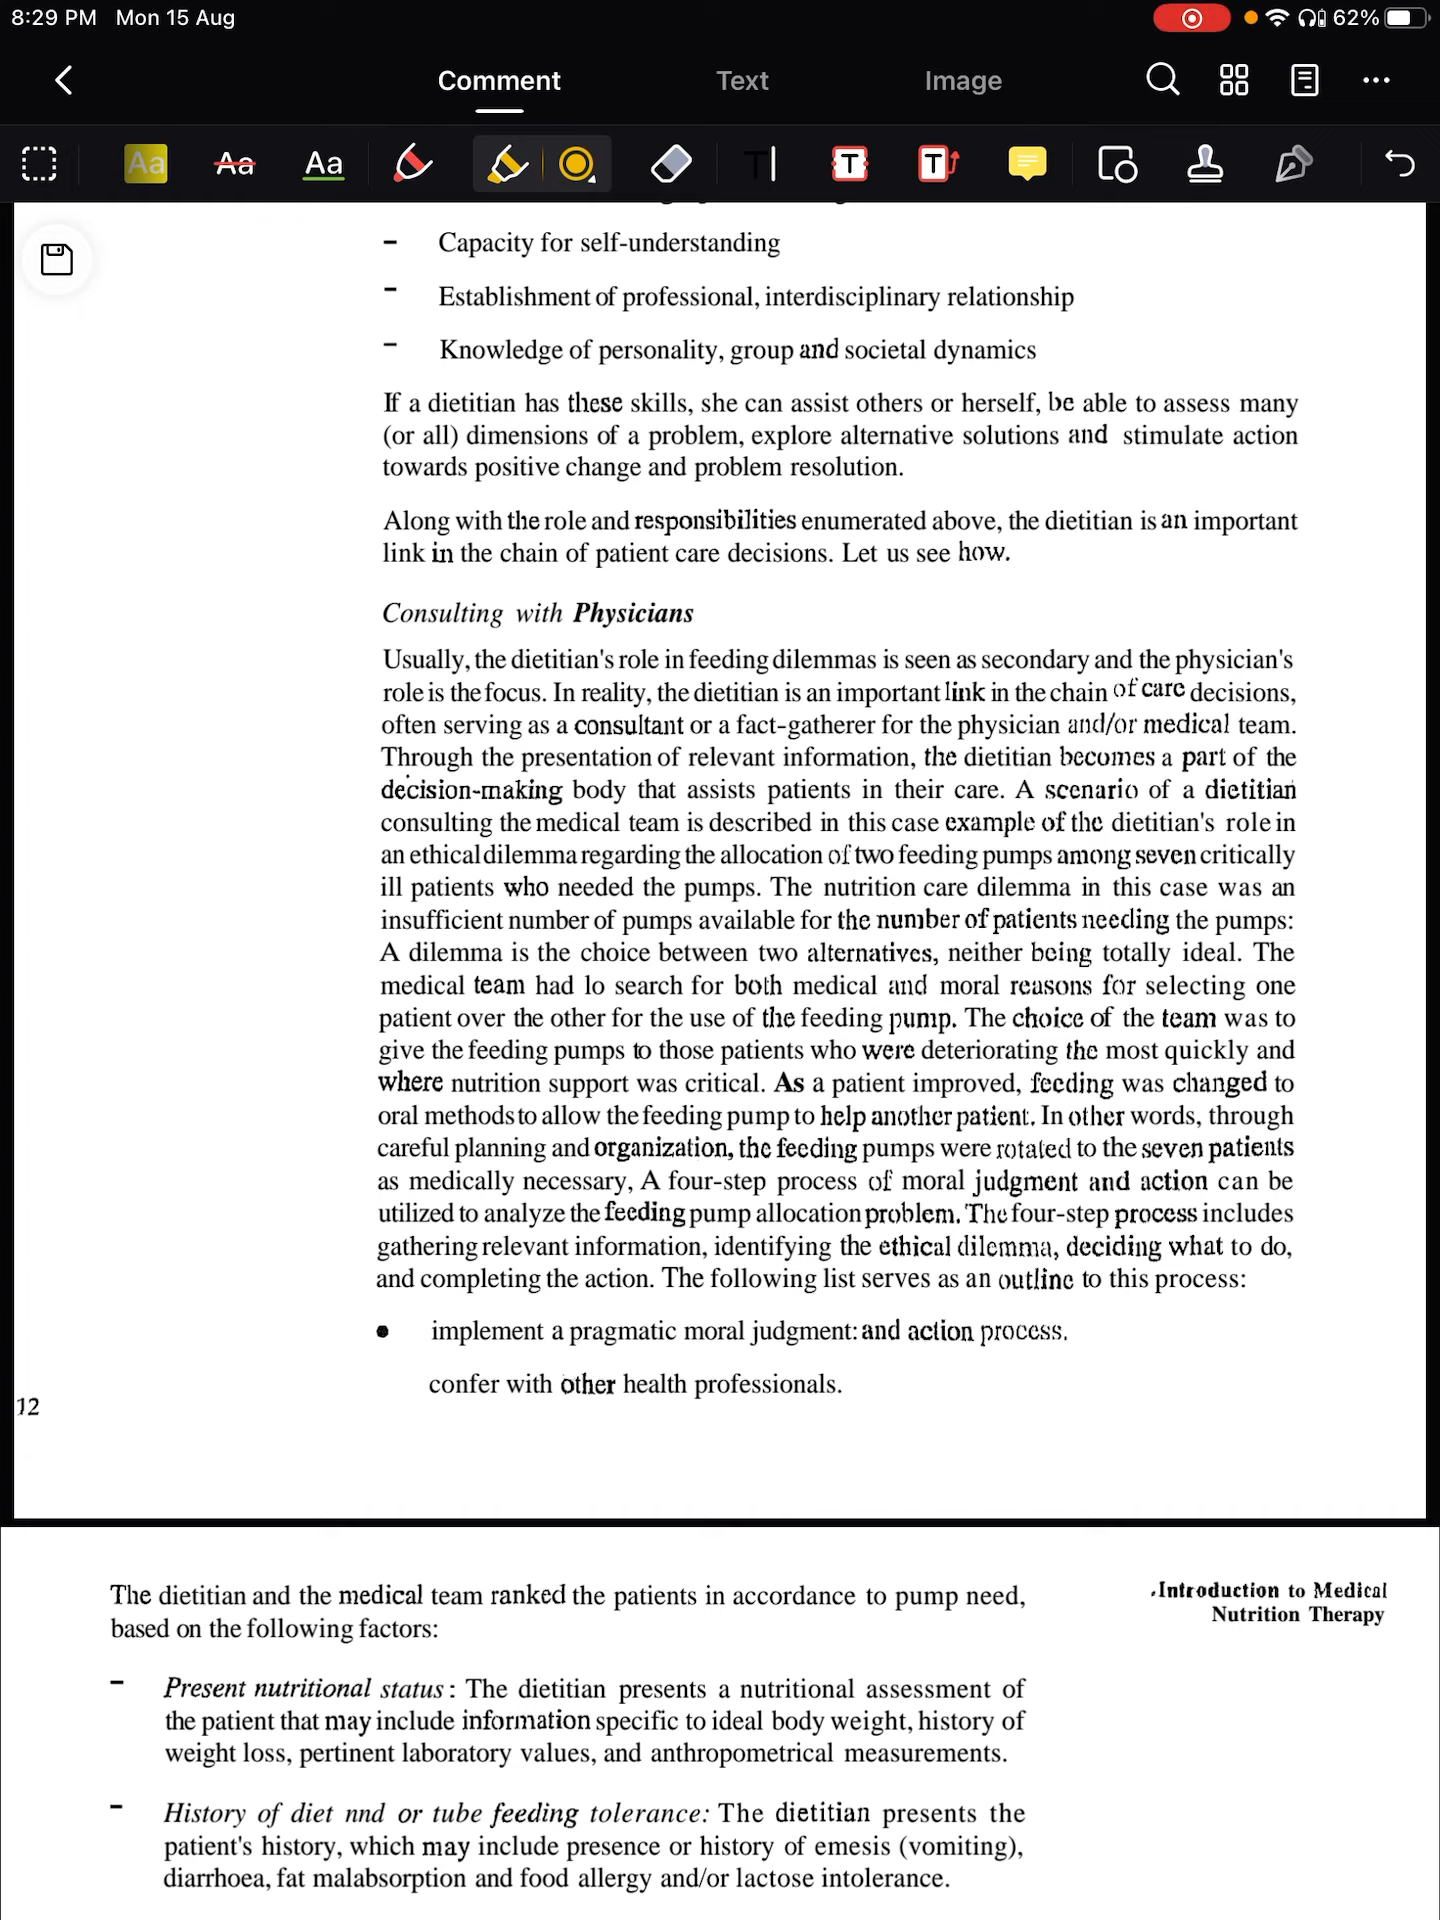 8:29 PM Mon 15 Aug
62%
Comment
Text
Image
Aa
Aa
Aa
T
T
T
- Capacity for self-understanding
- Establishment of professional, interdisciplinary relationship
- Knowledge of personality, group and societal dynamics
If a dietitian has these skills, she can assist others or herself, be able to assess many
(or all) dimensions of a problem, explore alternative solutions and stimulate action
towards positive change and problem resolution.
Along with the role and responsibilities enumerated above, the dietitian is an important
link in the chain of patient care decisions. Let us see how.
Consulting with Physicians
Usually, the dietitian's role in feeding dilemmas is seen as secondary and the physician's
role is the focus. In reality, the dietitian is an important link in the chain of care decisions,
often serving as a consultant or a fact-gatherer for the physician and/or medical team.
Through the presentation of relevant information, the dietitian becomes a part of the
decision-making body that assists patients in their care. A scenario of a dietitian
consulting the medical team is described in this case example of the dietitian's role in
an ethical dilemma regarding the allocation of two feeding pumps among seven critically
ill patients who needed the pumps. The nutrition care dilemma in this case was an
insufficient number of pumps available for the number of patients needing the pumps:
A dilemma is the choice between two alternatives, neither being totally ideal. The
medical team had lo search for both medical and moral reasons for selecting one
patient over the other for the use of the feeding pump. The choice of the team was to
give the feeding pumps to those patients who were deteriorating the most quickly and
where nutrition support was critical. As a patient improved, feeding was changed to
oral methods to allow the feeding pump to help another patient. In other words, through
careful planning and organization, the feeding pumps were rotated to the seven patients
as medically necessary, A four-step process of moral judgment and action can be
utilized to analyze the feeding pump allocation problem. The four-step process includes
gathering relevant information, identifying the ethical dilemma, deciding what to do,
and completing the action. The following list serves as an outline to this process:
● implement a pragmatic moral judgment: and action process.
confer with other health professionals.
12
The dietitian and the medical team ranked the patients in accordance to pump need,
based on the following factors:
.Introduction to Medical
Nutrition Therapy
- Present nutritional status: The dietitian presents a nutritional assessment of
the patient that may include information specific to ideal body weight, history of
weight loss, pertinent laboratory values, and anthropometrical measurements.
- History of diet nnd or tube feeding tolerance: The dietitian presents the
patient's history, which may include presence or history of emesis (vomiting),
diarrhoea, fat malabsorption and food allergy and/or lactose intolerance.